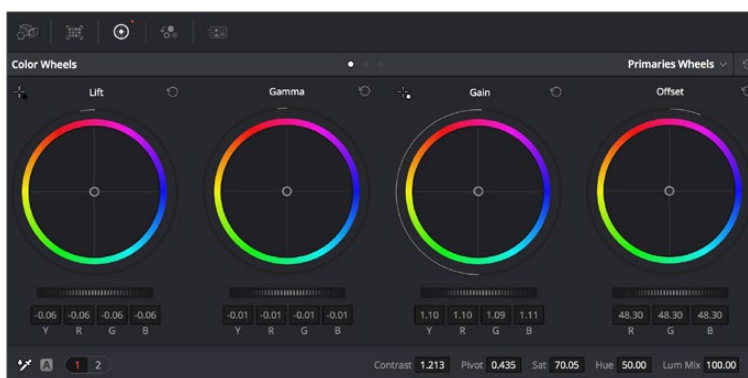 Color Wheels Primaries Wheels
Lift Gamma Gain Offset
-0.06 -0.06 -0.06 -0.06 -0.01 -0.01 -0.01 -0.01 1.10 1.10 1.09 1.11 48.30 48.30 48.30
Y R G B Y R G B Y R G B R G B
A 1 2 Contrast 1.213 Pivot 0.435 Sat 70.05 Hue 50.00 Lum Mix 100.00